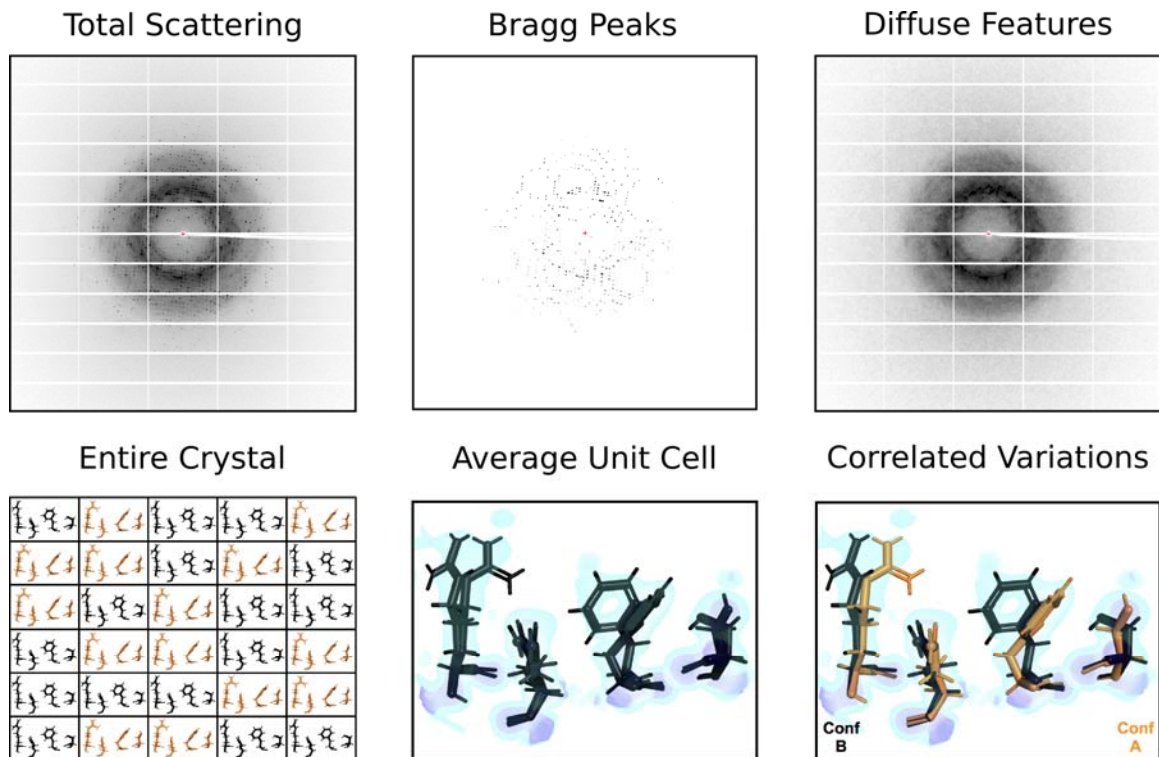 Total Scattering
Bragg Peaks
Diffuse Features
Entire Crystal
Average Unit Cell
Correlated Variations
Conf
B
Conf
A